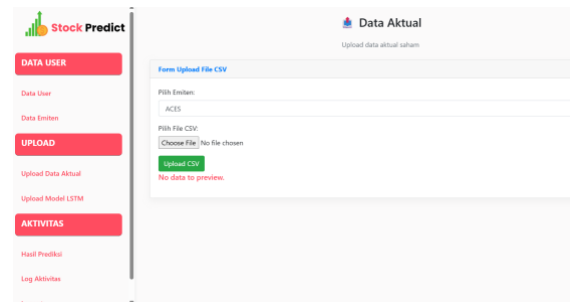 Stock Predict
DATA USER
Data User
Data Emiten
UPLOAD
Upload Data Aktual
Upload Model LSTM
AKTIVITAS
Hasil Prediksi
Log Aktivitas
Data Aktual
Upload data aktual saham
Form Upload File CSV
Pilih Emiten:
ACES
Pilih File CSV:
Choose File No file chosen
Upload CSV
No data to preview.